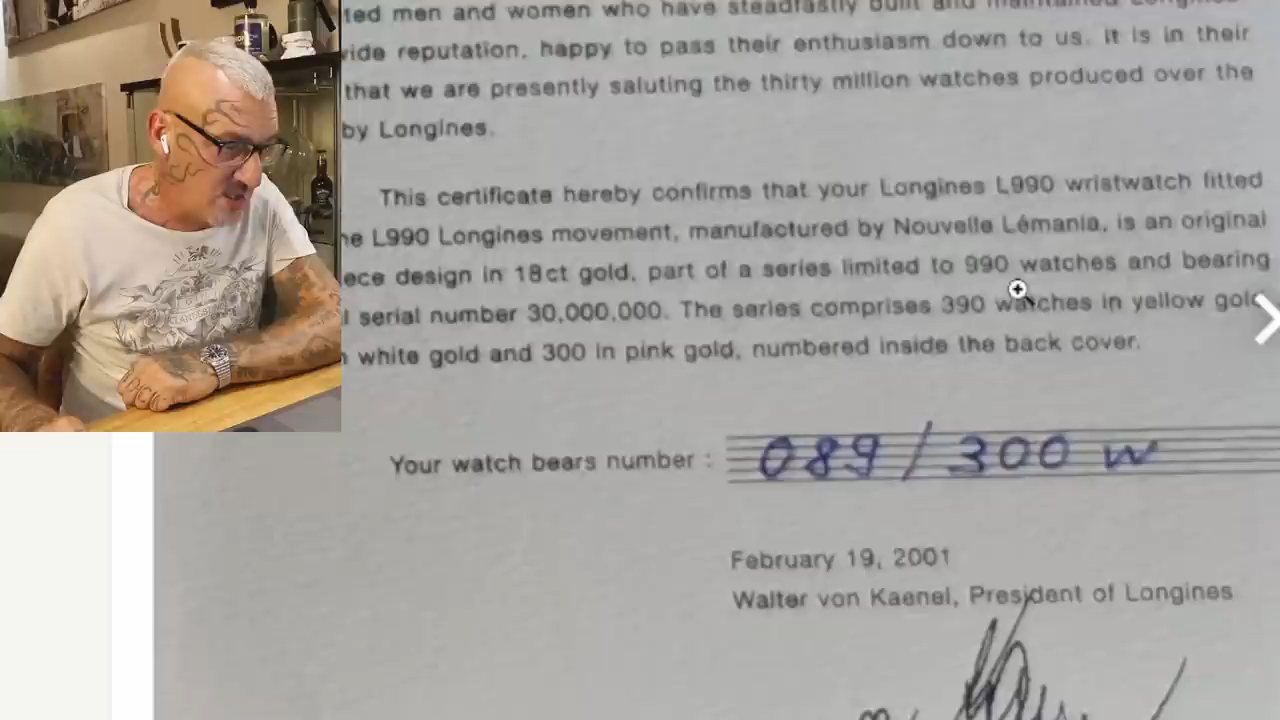 men and women who have steadfastly built and maintained
reputation, happy to pass their enthusiasm down to us. It is in their
that we are presently saluting the thirty million watches produced over the
by Longines.
This certificate hereby confirms that your Longines L990 wristwatch fitted
L990 Longines movement, manufactured by Nouvelle Lémania, is an original
design in 18ct gold, part of a series limited to 990 watches and bearing
serial number 30,000,000. The series comprises 390 watches in yellow gold
white gold and 300 in pink gold, numbered inside the back cover.
Your watch bears number : 089 / 300 W
February 19, 2001
Walter von Kaenel, President of Longines